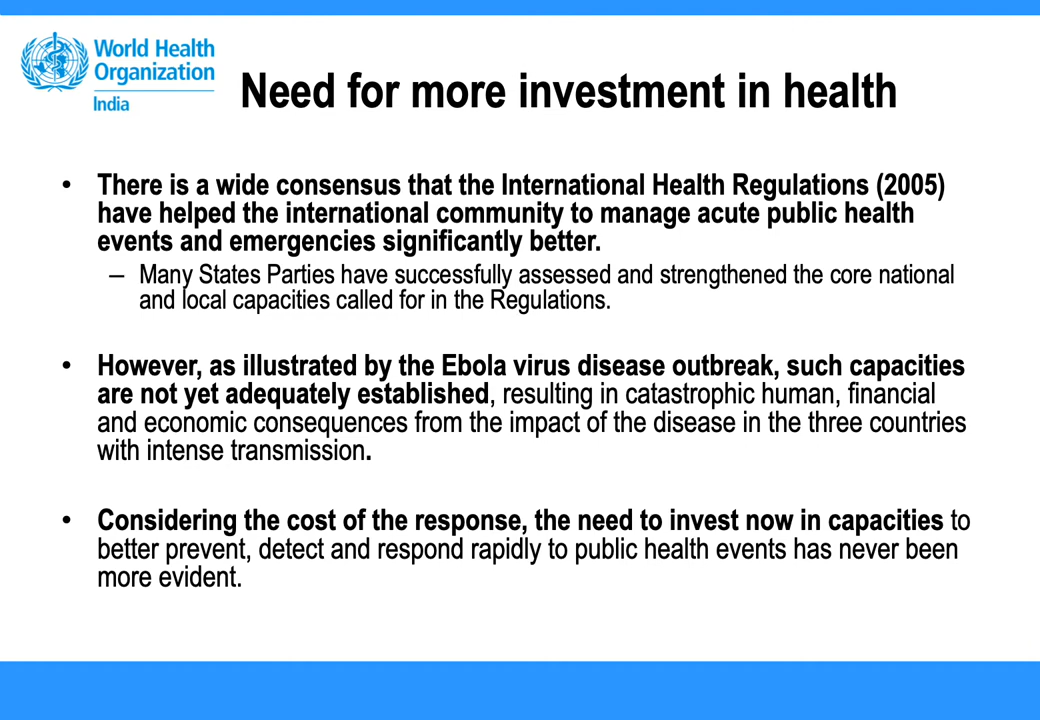 World Health
Organization
India
Need for more investment in health
• There is a wide consensus that the International Health Regulations (2005)
have helped the international community to manage acute public health
events and emergencies significantly better.
– Many States Parties have successfully assessed and strengthened the core national
and local capacities called for in the Regulations.
• However, as illustrated by the Ebola virus disease outbreak, such capacities
are not yet adequately established, resulting in catastrophic human, financial
and economic consequences from the impact of the disease in the three countries
with intense transmission.
• Considering the cost of the response, the need to invest now in capacities to
better prevent, detect and respond rapidly to public health events has never been
more evident.